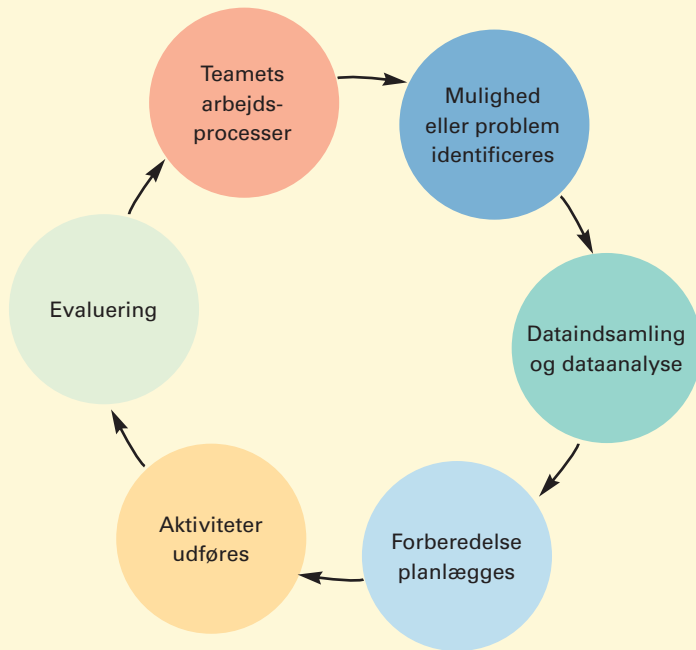 Teamets
arbejds-
processer
Mulighed
eller problem
identificeres
Dataindsamling
og dataanalyse
Forberedelse
planlægges
Aktiviteter
udføres
Evaluering